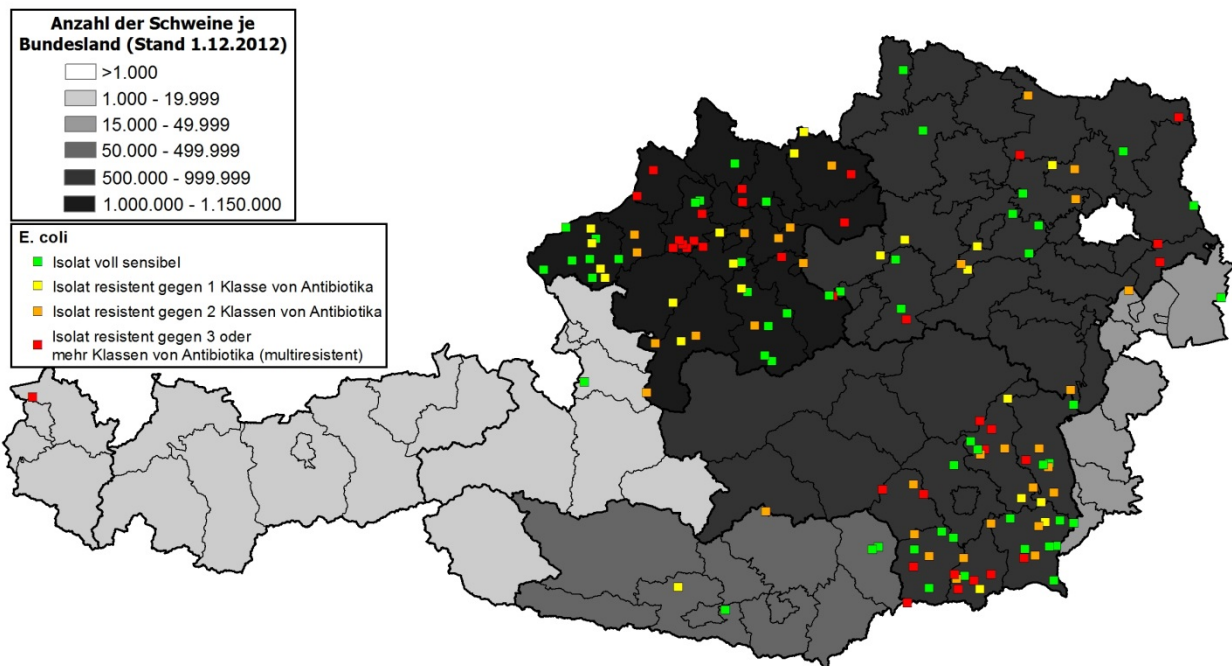 Anzahl der Schweine je
Bundesland (Stand 1.12.2012)
>1.000
1.000 - 19.999
15.000 - 49.999
50.000 - 499.999
500.000 - 999.999
1.000.000 - 1.150.000
E. coli
Isolat voll sensibel
Isolat resistent gegen 1 Klasse von Antibiotika
Isolat resistent gegen 2 Klassen von Antibiotika
Isolat resistent gegen 3 oder
mehr Klassen von Antibiotika (multiresistent)